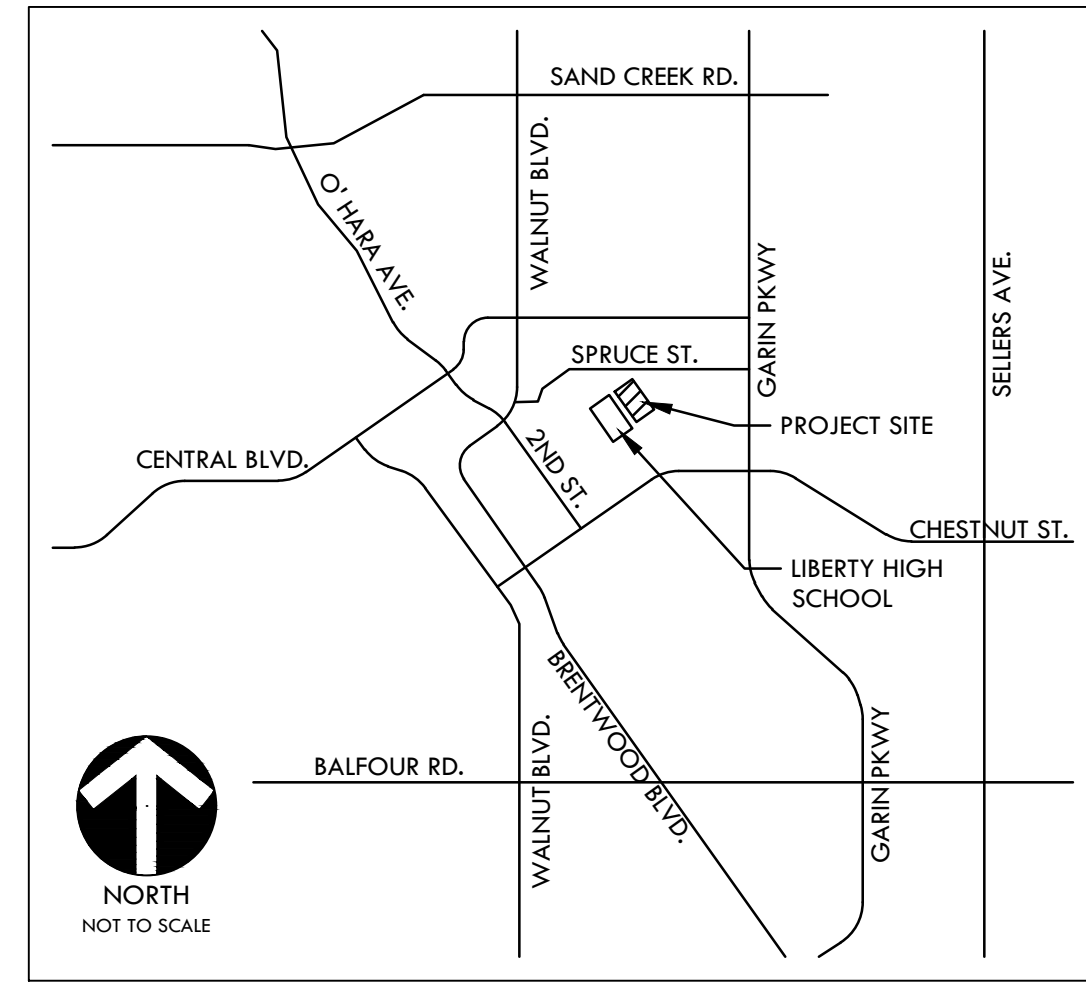 SAND CREEK RD.
WALNUT BLVD.
O' HARA AVE.
GARIN PKWY
SELLERS AVE.
SPRUCE ST.
PROJECT SITE
2ND ST.
CENTRAL BLVD.
CHESTNUT ST.
LIBERTY HIGH
SCHOOL
BRENTWOOD BLVD.
WALNUT BLVD.
GARIN PKWY
BALFOUR RD.
NORTH
NOT TO SCALE